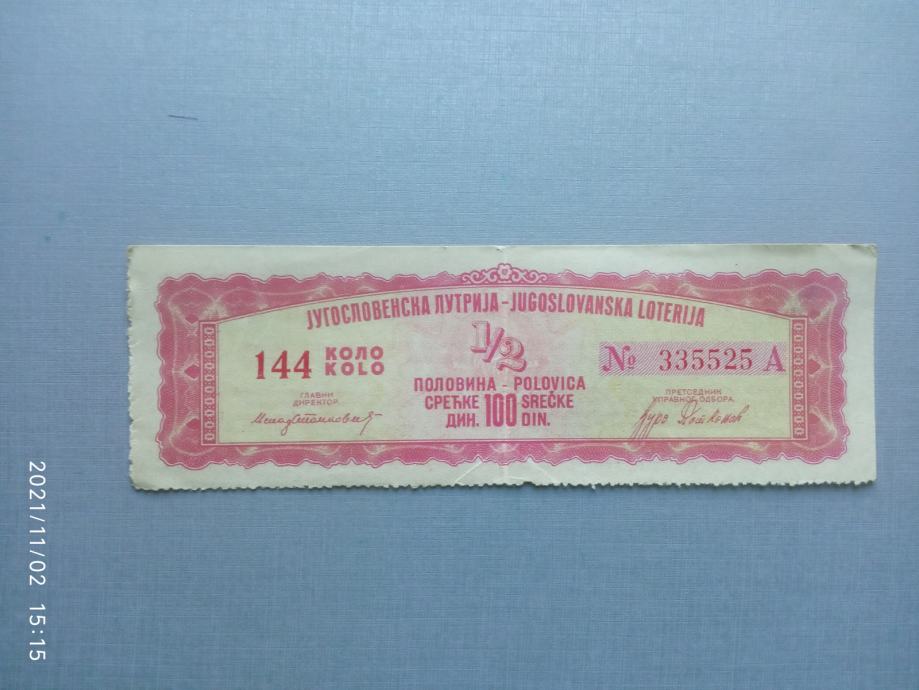 ЈУГОСЛОВЕНСКА ЛУТРИЈА - JUGOSLOVANSKA LOTERIJA
1/2
144 КОЛО
KOLO
№ 335525 A
ПОЛОВИНА - POLOVICA
СРЕЋКЕ 100 SREČKE
ДИН. DIN.
ГЛАВНИ
ДИРЕКТОР
ПРЕТСЕДНИК
УПРАВНОГ ОДБОРА
2021/11/02 15:15